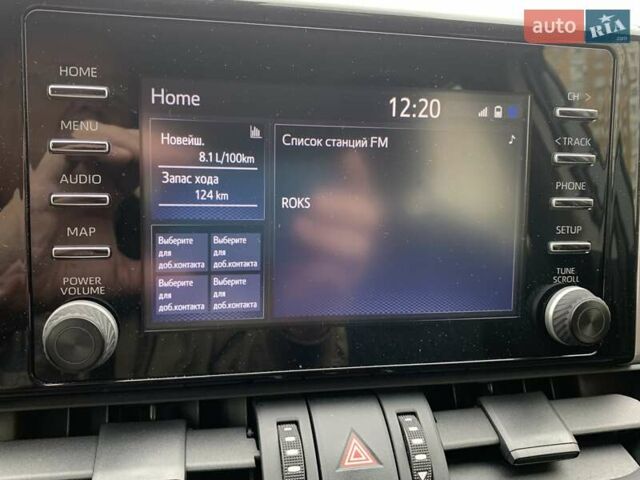 auto RIA
.com
HOME
MENU
AUDIO
MAP
POWER
VOLUME
Home
12:20
Новейш.
8.1 L/100km
Запас хода
124 km
Выберите
для
доб.контакта
Выберите
для
доб.контакта
Выберите
для
доб.контакта
Выберите
для
доб.контакта
Список станций FM
ROKS
CH >
< TRACK
PHONE
SETUP
TUNE
SCROLL